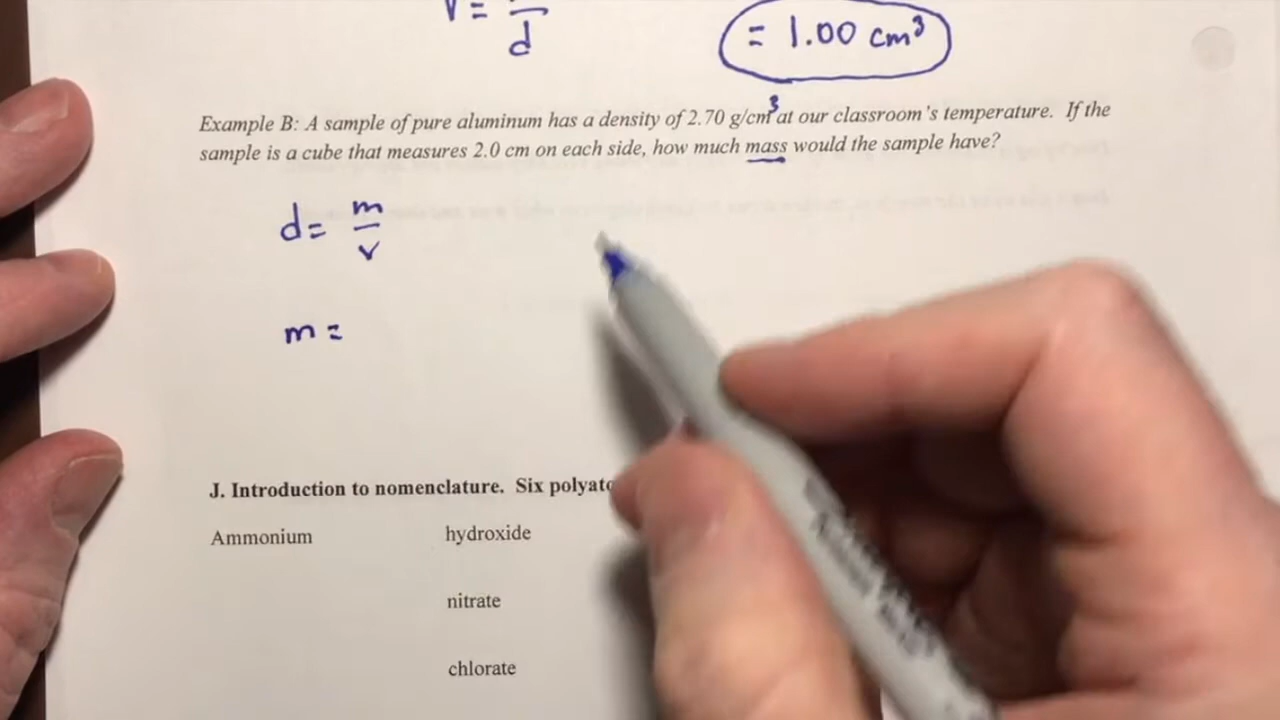 V =
d
= 1.00 cm³
Example B: A sample of pure aluminum has a density of 2.70 g/cm³ at our classroom's temperature. If the
sample is a cube that measures 2.0 cm on each side, how much mass would the sample have?
d = m
v
m =
J. Introduction to nomenclature. Six
Ammonium hydroxide
nitrate
chlorate